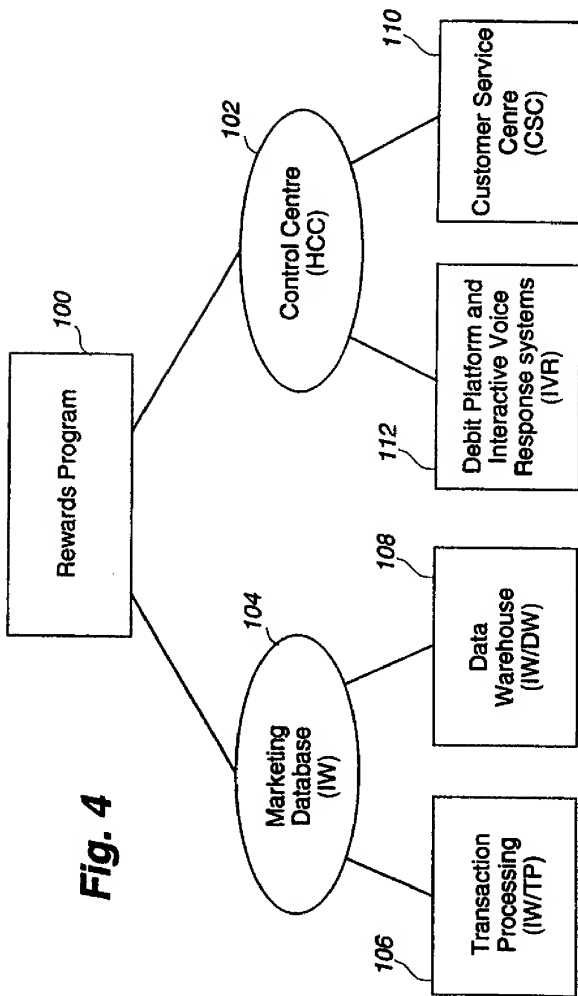 Fig. 4
100
Rewards Program
104
Marketing
Database
(IW)
102
Control Centre
(HCC)
106
Transaction
Processing
(IW/TP)
108
Data
Warehouse
(IW/DW)
112
Debit Platform and
Interactive Voice
Response systems
(IVR)
110
Customer Service
Cenre
(CSC)